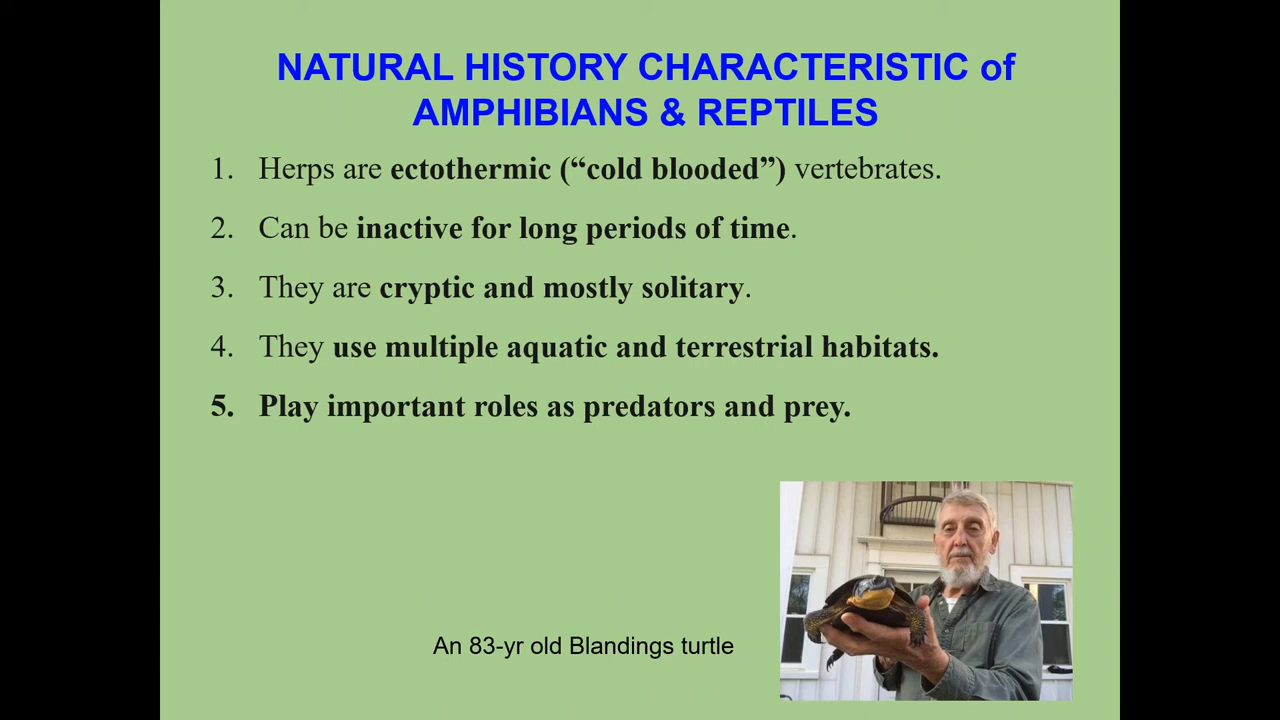 NATURAL HISTORY CHARACTERISTIC of
AMPHIBIANS & REPTILES
1. Herps are ectothermic (“cold blooded”) vertebrates.
2. Can be inactive for long periods of time.
3. They are cryptic and mostly solitary.
4. They use multiple aquatic and terrestrial habitats.
5. Play important roles as predators and prey.
An 83-yr old Blandings turtle